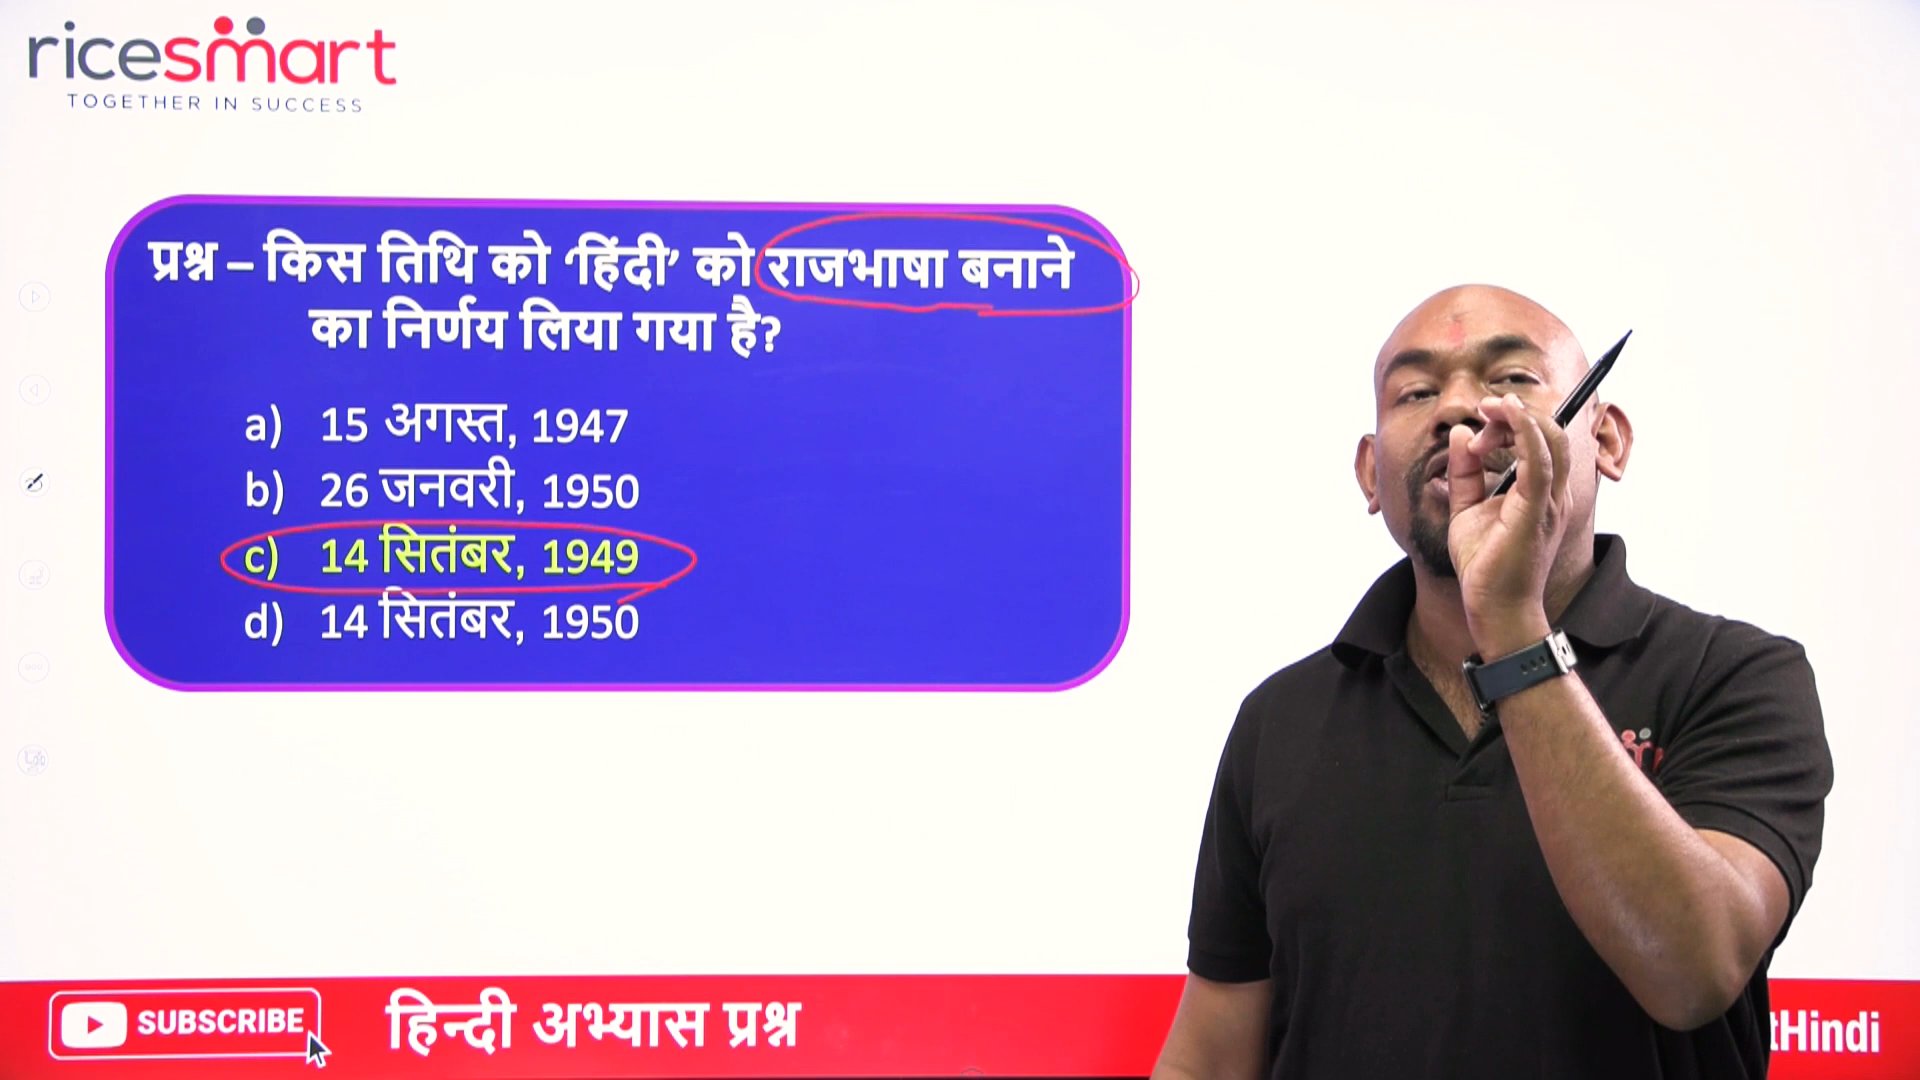 ricesmart
TOGETHER IN SUCCESS
प्रश्न – किस तिथि को ‘हिंदी’ को राजभाषा बनाने
का निर्णय लिया गया है?
a) 15 अगस्त, 1947
b) 26 जनवरी, 1950
c) 14 सितंबर, 1949
d) 14 सितंबर, 1950
SUBSCRIBE
हिन्दी अभ्यास प्रश्न
tHindi